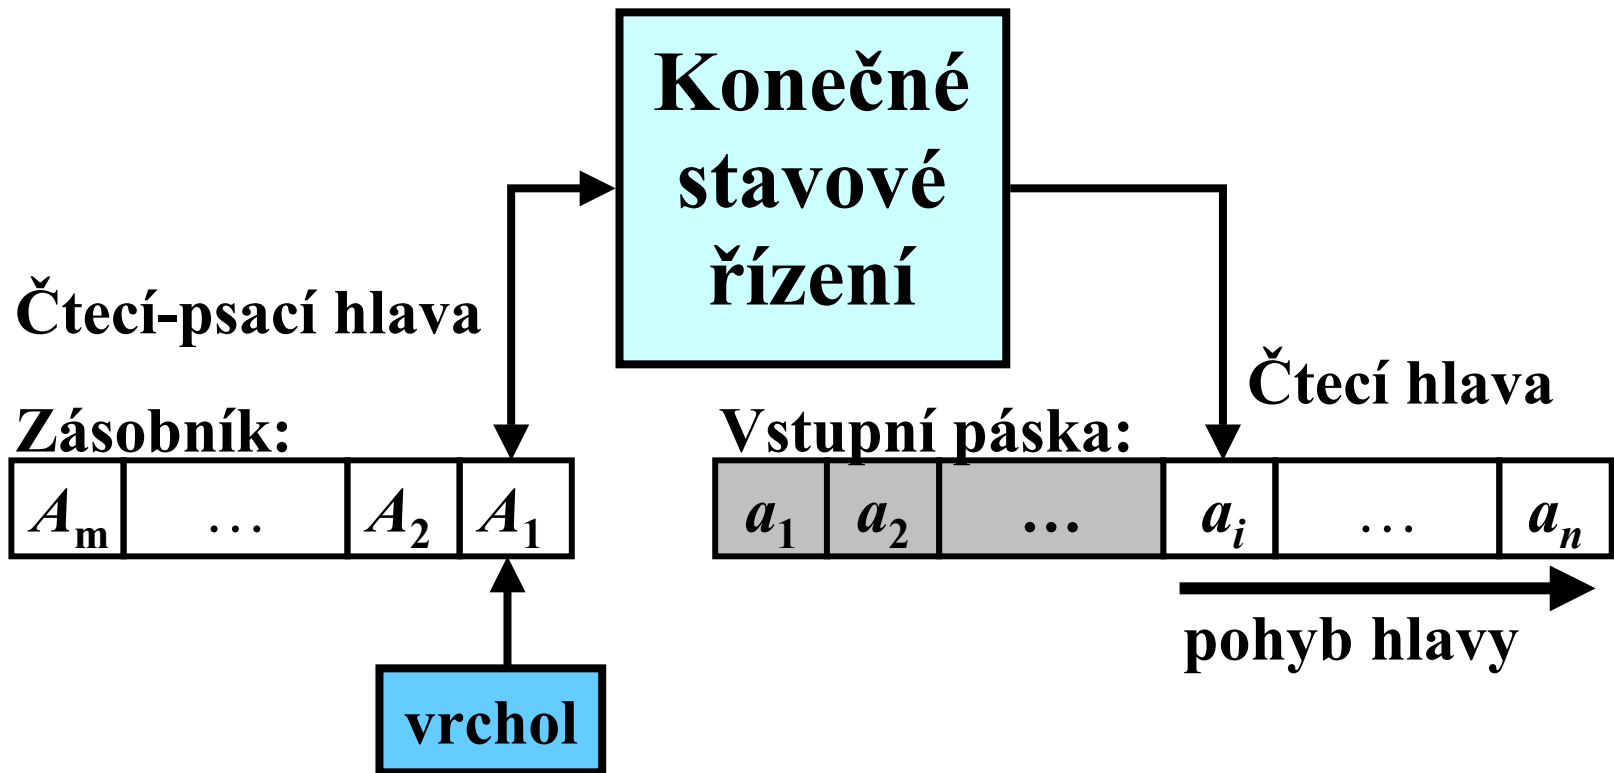 Konečné
stavové
řízení
Čtecí-psací hlava
Čtecí hlava
Zásobník:
Vstupní páska:
Am … A2 A1
a1 a2 … ai … an
pohyb hlavy
vrchol